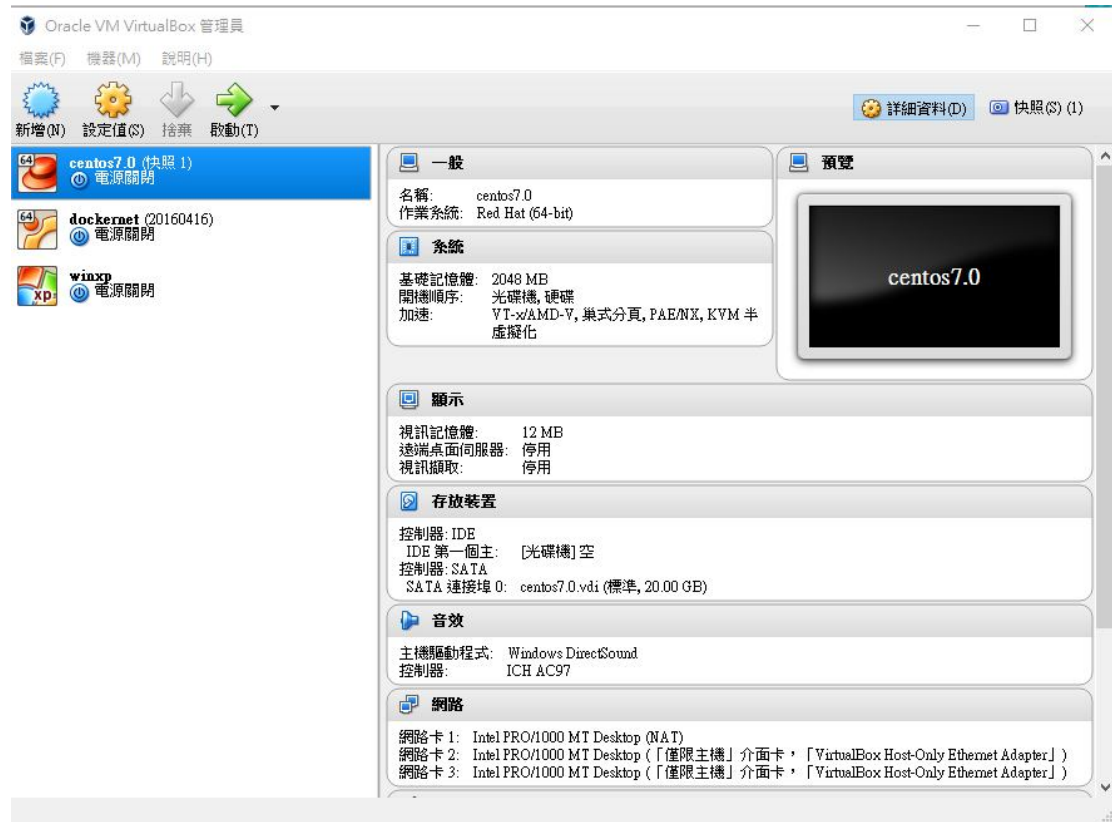 Oracle VM VirtualBox 管理員
檔案(F) 機器(M) 說明(H)
新增(N) 設定值(S) 捨棄 啟動(T)
詳細資料(D) 快照(S) (1)
64 centos7.0 (快照 1)
電源關閉
64 dockernet (20160416)
電源關閉
xp winxp
電源關閉
一般
名稱: centos7.0
作業系統: Red Hat (64-bit)
預覽
centos7.0
系統
基礎記憶體: 2048 MB
開機順序: 光碟機, 硬碟
加速: VT-x/AMD-V, 巢式分頁, PAE/NX, KVM 半
虛擬化
顯示
視訊記憶體: 12 MB
遠端桌面伺服器: 停用
視訊擷取: 停用
存放裝置
控制器: IDE
IDE 第一個主: [光碟機] 空
控制器: SATA
SATA 連接埠 0: centos7.0.vdi (標準, 20.00 GB)
音效
主機驅動程式: Windows DirectSound
控制器: ICH AC97
網路
網路卡 1: Intel PRO/1000 MT Desktop (NAT)
網路卡 2: Intel PRO/1000 MT Desktop (「僅限主機」介面卡，「VirtualBox Host-Only Ethernet Adapter」)
網路卡 3: Intel PRO/1000 MT Desktop (「僅限主機」介面卡，「VirtualBox Host-Only Ethernet Adapter」)